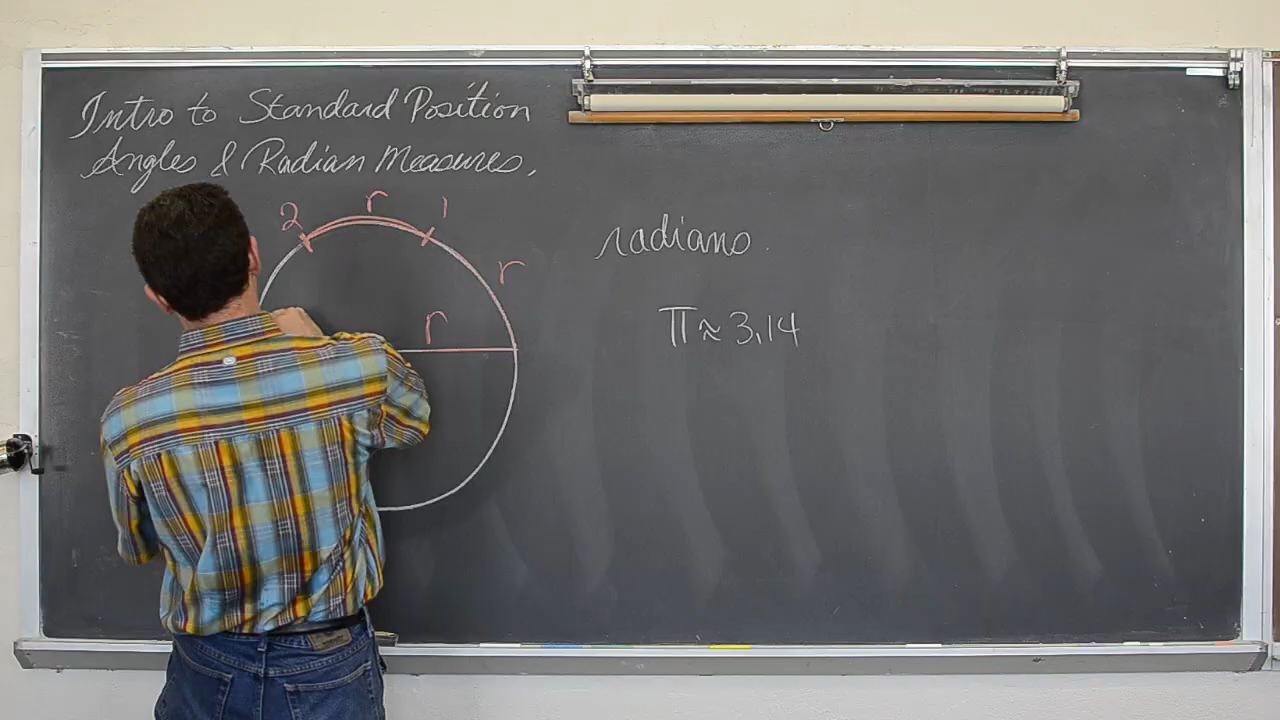 Intro to Standard Position
Angles & Radian Measures.
2 r 1
r
r
radians
π ≈ 3.14